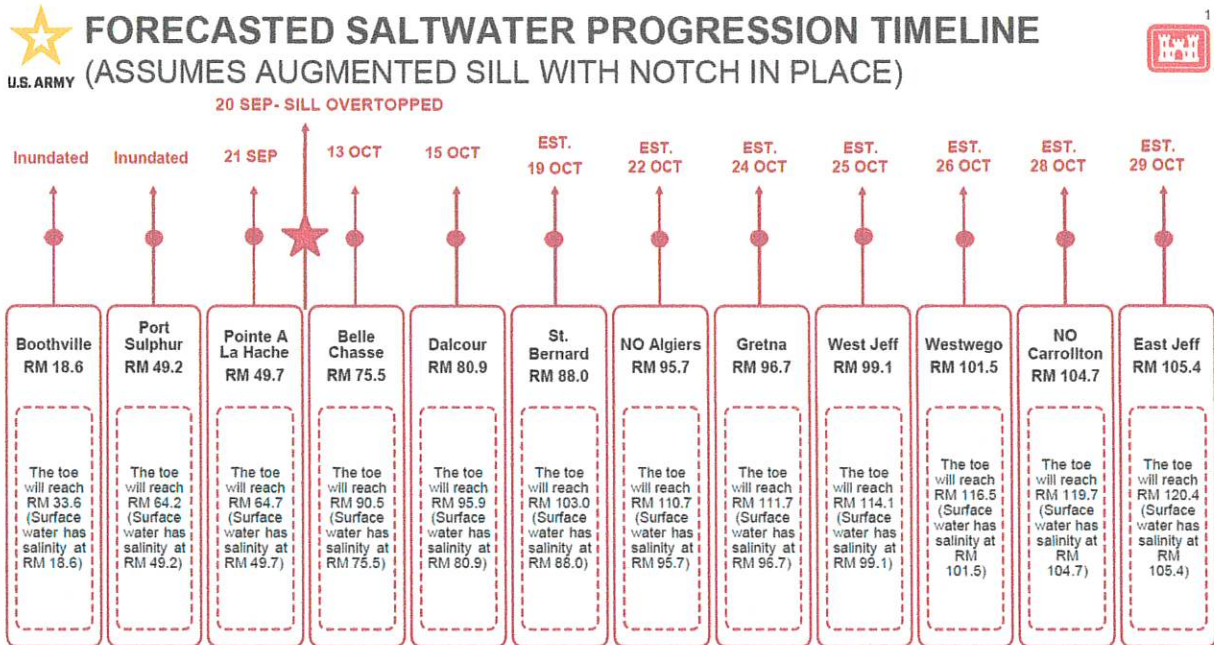 1
FORECASTED SALTWATER PROGRESSION TIMELINE
(ASSUMES AUGMENTED SILL WITH NOTCH IN PLACE)
U.S. ARMY
20 SEP- SILL OVERTOPPED
Inundated
Inundated
21 SEP
13 OCT
15 OCT
EST.
19 OCT
EST.
22 OCT
EST.
24 OCT
EST.
25 OCT
EST.
26 OCT
EST.
28 OCT
EST.
29 OCT
Boothville
RM 18.6
The toe
will reach
RM 33.6
(Surface
water has
salinity at
RM 18.6)
Port
Sulphur
RM 49.2
The toe
will reach
RM 64.2
(Surface
water has
salinity at
RM 49.2)
Pointe A
La Hache
RM 49.7
The toe
will reach
RM 64.7
(Surface
water has
salinity at
RM 49.7)
Belle
Chasse
RM 75.5
The toe
will reach
RM 90.5
(Surface
water has
salinity at
RM 75.5)
Dalcour
RM 80.9
The toe
will reach
RM 95.9
(Surface
water has
salinity at
RM 80.9)
St.
Bernard
RM 88.0
The toe
will reach
RM 103.0
(Surface
water has
salinity at
RM 88.0)
NO Algiers
RM 95.7
The toe
will reach
RM 110.7
(Surface
water has
salinity at
RM 95.7)
Gretna
RM 96.7
The toe
will reach
RM 111.7
(Surface
water has
salinity at
RM 96.7)
West Jeff
RM 99.1
The toe
will reach
RM 114.1
(Surface
water has
salinity at
RM 99.1)
Westwego
RM 101.5
The toe
will reach
RM 116.5
(Surface
water has
salinity at
RM
101.5)
NO
Carrollton
RM 104.7
The toe
will reach
RM 119.7
(Surface
water has
salinity at
RM
104.7)
East Jeff
RM 105.4
The toe
will reach
RM 120.4
(Surface
water has
salinity at
RM
105.4)